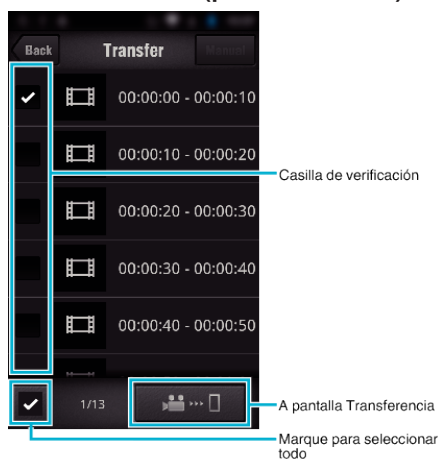 Back Transfer Manual
00:00:00 - 00:00:10
00:00:10 - 00:00:20
Casilla de verificación
00:00:20 - 00:00:30
00:00:30 - 00:00:40
00:00:40 - 00:00:50
1/13
A pantalla Transferencia
Marque para seleccionar
todo